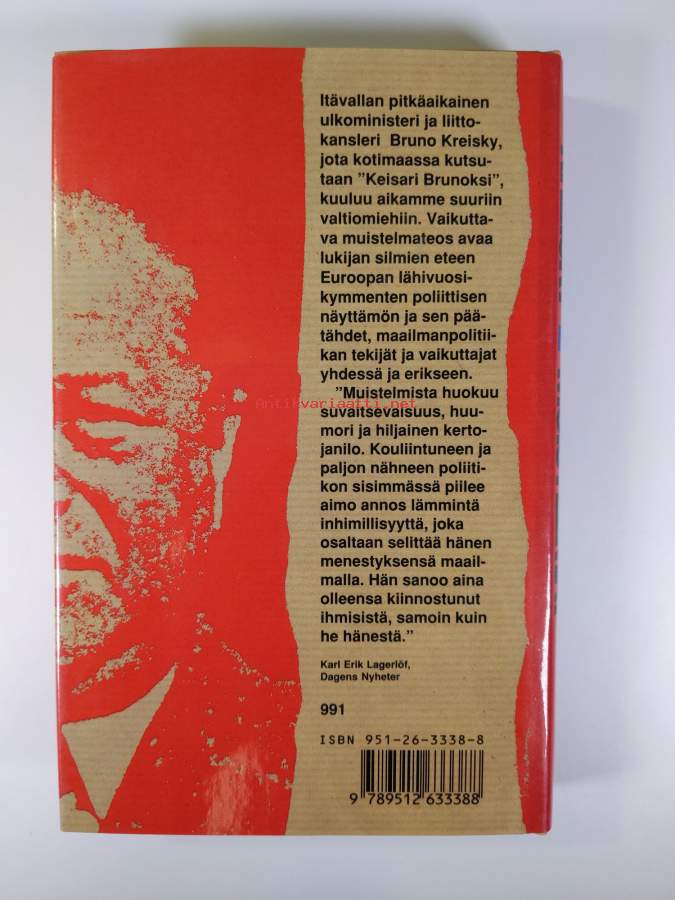 Itävallan pitkäaikainen
ulkoministeri ja liitto-
kansleri Bruno Kreisky,
jota kotimaassa kutsu-
taan ”Keisari Brunoksi”,
kuuluu aikamme suuriin
valtiomiehiin. Vaikutta-
va muistelmateos avaa
lukijan silmien eteen
Euroopan lähivuosi-
kymmenten poliittisen
näyttämön ja sen pää-
tähdet, maailmanpolitii-
kan tekijät ja vaikuttajat
yhdessä ja erikseen.
”Muistelmista huokuu
Antikvariaatti.net
suvaitsevaisuus, huu-
mori ja hiljainen kerto-
janilo. Kouliintuneen ja
paljon nähneen poliiti-
kon sisimmässä piilee
aimo annos lämmintä
inhimillisyyttä, joka
osaltaan selittää hänen
menestyksensä maail-
malla. Hän sanoo aina
olleensa kiinnostunut
ihmisistä, samoin kuin
he hänestä.”
Karl Erik Lagerlöf,
Dagens Nyheter
991
ISBN 951-26-3338-8
9 789512 633388